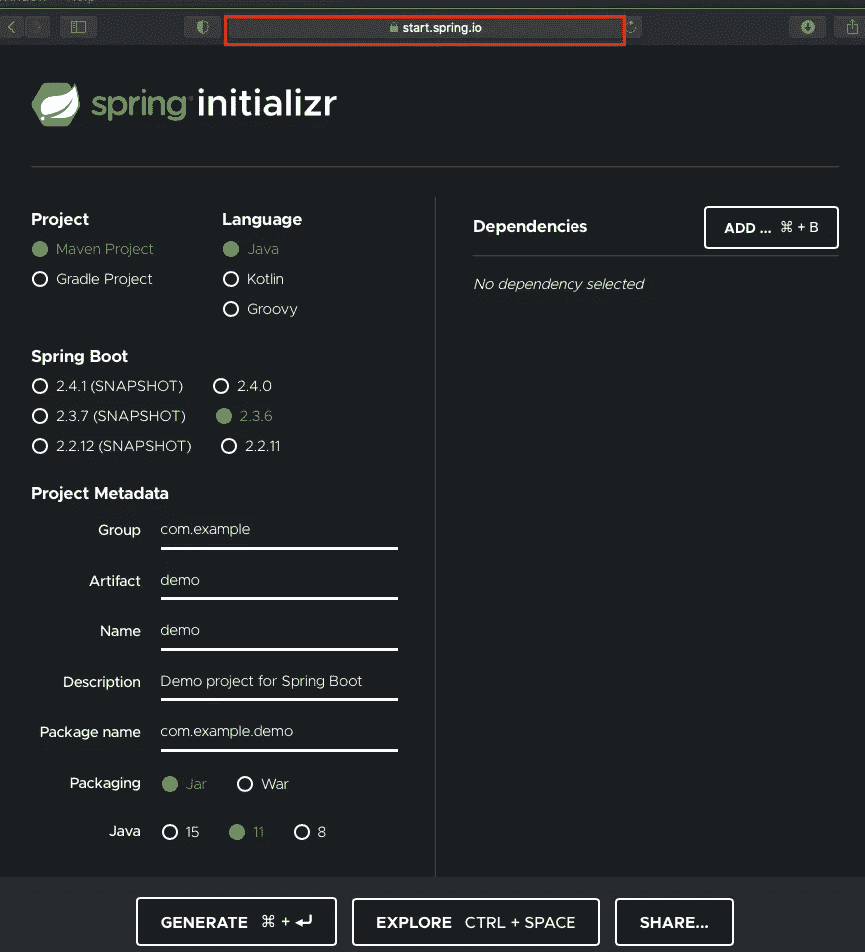 start.spring.io
spring initializr
Project
Maven Project
Gradle Project
Language
Java
Kotlin
Groovy
Spring Boot
2.4.1 (SNAPSHOT) 2.4.0
2.3.7 (SNAPSHOT) 2.3.6
2.2.12 (SNAPSHOT) 2.2.11
Project Metadata
Group com.example
Artifact demo
Name demo
Description Demo project for Spring Boot
Package name com.example.demo
Packaging Jar War
Java 15 11 8
Dependencies
ADD ... ⌘ + B
No dependency selected
GENERATE ⌘ + ↵
EXPLORE CTRL + SPACE
SHARE...